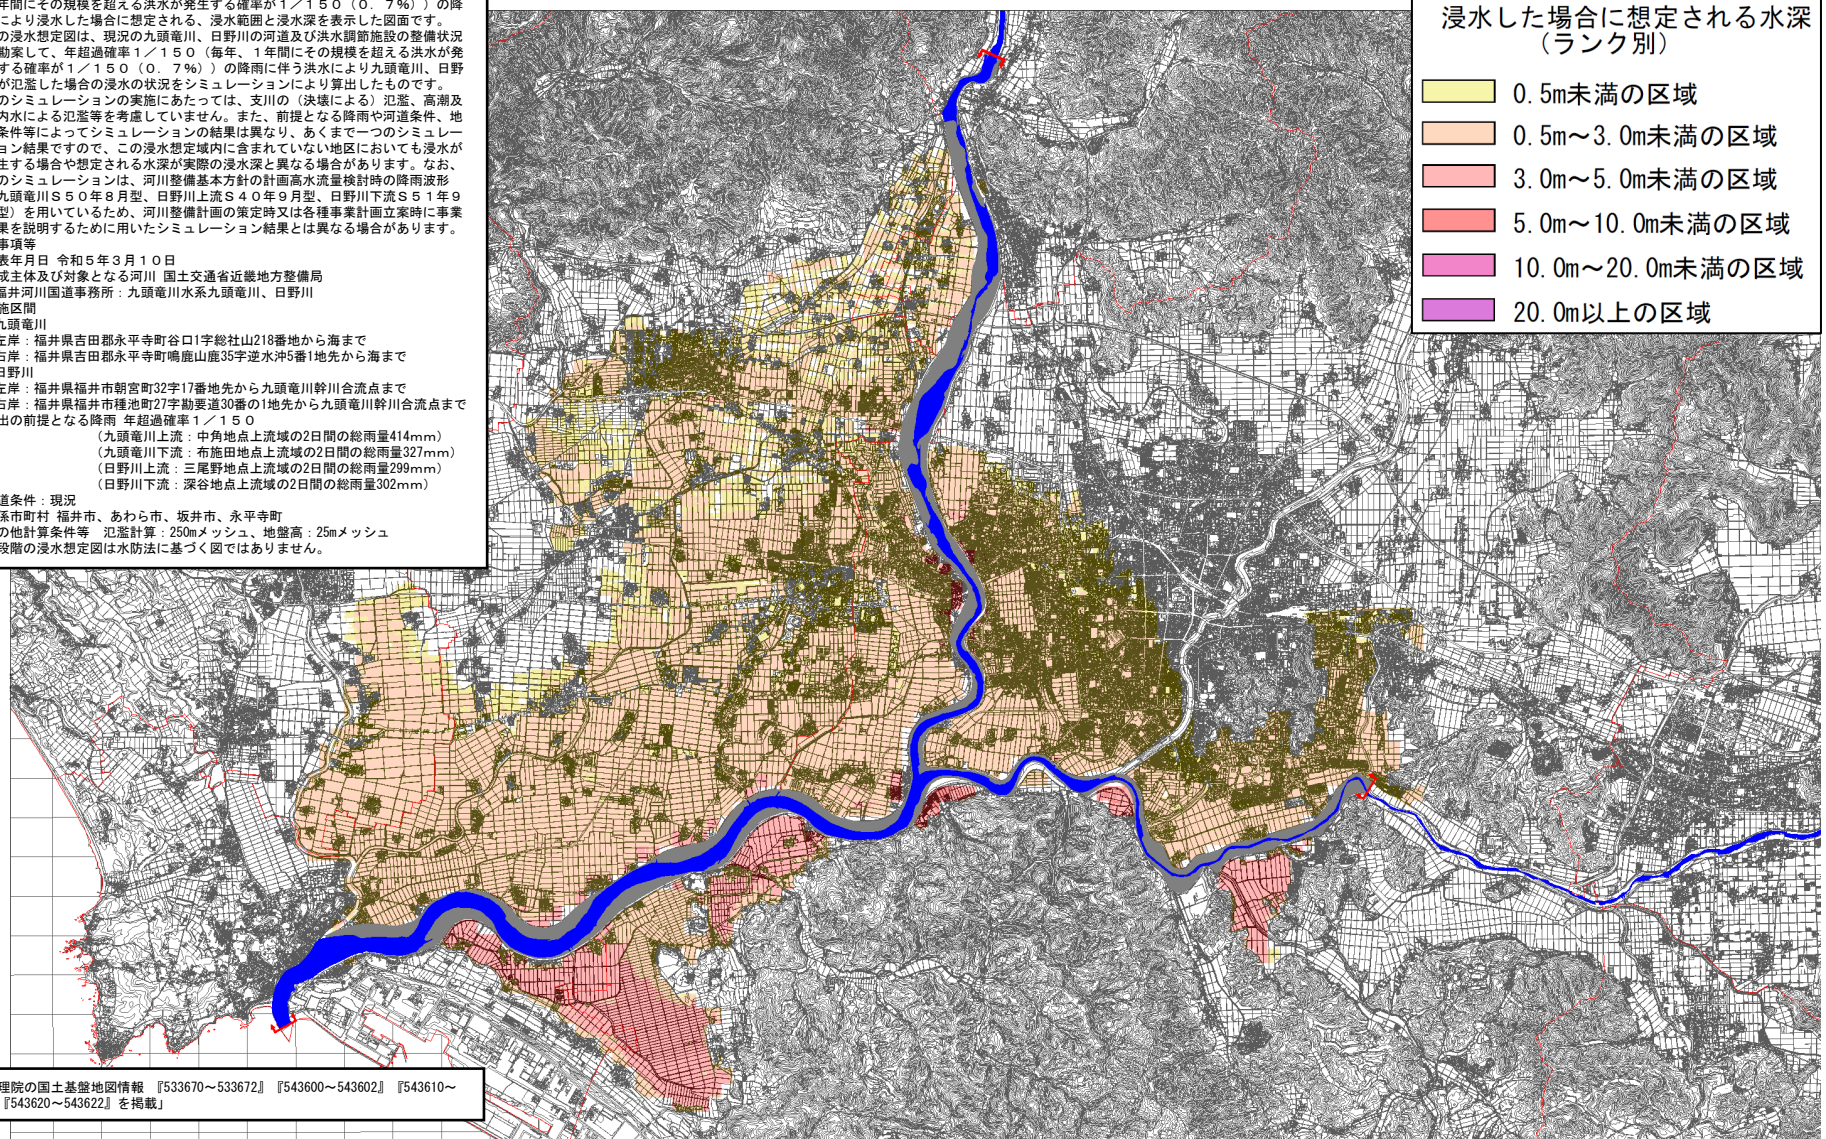 年間にその規模を超える洪水が発生する確率が1／150（0．7％））の降
により浸水した場合に想定される、浸水範囲と浸水深を表示した図面です。
の浸水想定図は、現況の九頭竜川、日野川の河道及び洪水調節施設の整備状況
勘案して、年超過確率1／150（毎年、1年間にその規模を超える洪水が発
する確率が1／150（0．7％））の降雨に伴う洪水により九頭竜川、日野
が氾濫した場合の浸水の状況をシミュレーションにより算出したものです。
のシミュレーションの実施にあたっては、支川の（決壊による）氾濫、高潮及
内水による氾濫等を考慮していません。また、前提となる降雨や河道条件、地
条件等によってシミュレーションの結果は異なり、あくまで一つのシミュレー
ョン結果ですので、この浸水想定域内に含まれていない地区においても浸水が
生する場合や想定される水深が実際の浸水深と異なる場合があります。なお、
のシミュレーションは、河川整備基本方針の計画高水流量検討時の降雨波形
九頭竜川S50年8月型、日野川上流S40年9月型、日野川下流S51年9
型）を用いているため、河川整備計画の策定時又は各種事業計画立案時に事業
果を説明するために用いたシミュレーション結果とは異なる場合があります。
事項等
表年月日 令和5年3月10日
成主体及び対象となる河川 国土交通省近畿地方整備局
福井河川国道事務所：九頭竜川水系九頭竜川、日野川
施区間
九頭竜川
左岸：福井県吉田郡永平寺町谷口1字総社山218番地から海まで
右岸：福井県吉田郡永平寺町鳴鹿山鹿35字逆水沖5番1地先から海まで
日野川
左岸：福井県福井市朝宮町32字17番地先から九頭竜川幹川合流点まで
右岸：福井県福井市種池町27字勘要道30番の1地先から九頭竜川幹川合流点まで
出の前提となる降雨 年超過確率1／150
（九頭竜川上流：中角地点上流域の2日間の総雨量414mm）
（九頭竜川下流：布施田地点上流域の2日間の総雨量327mm）
（日野川上流：三尾野地点上流域の2日間の総雨量299mm）
（日野川下流：深谷地点上流域の2日間の総雨量302mm）
道条件：現況
係市町村 福井市、あわら市、坂井市、永平寺町
の他計算条件等 氾濫計算：250mメッシュ、地盤高：25mメッシュ
段階の浸水想定図は水防法に基づく図ではありません。
浸水した場合に想定される水深
（ランク別）
0.5m未満の区域
0.5m～3.0m未満の区域
3.0m～5.0m未満の区域
5.0m～10.0m未満の区域
10.0m～20.0m未満の区域
20.0m以上の区域
理院の国土基盤地図情報 『533670～533672』『543600～543602』『543610～
『543620～543622』を掲載」